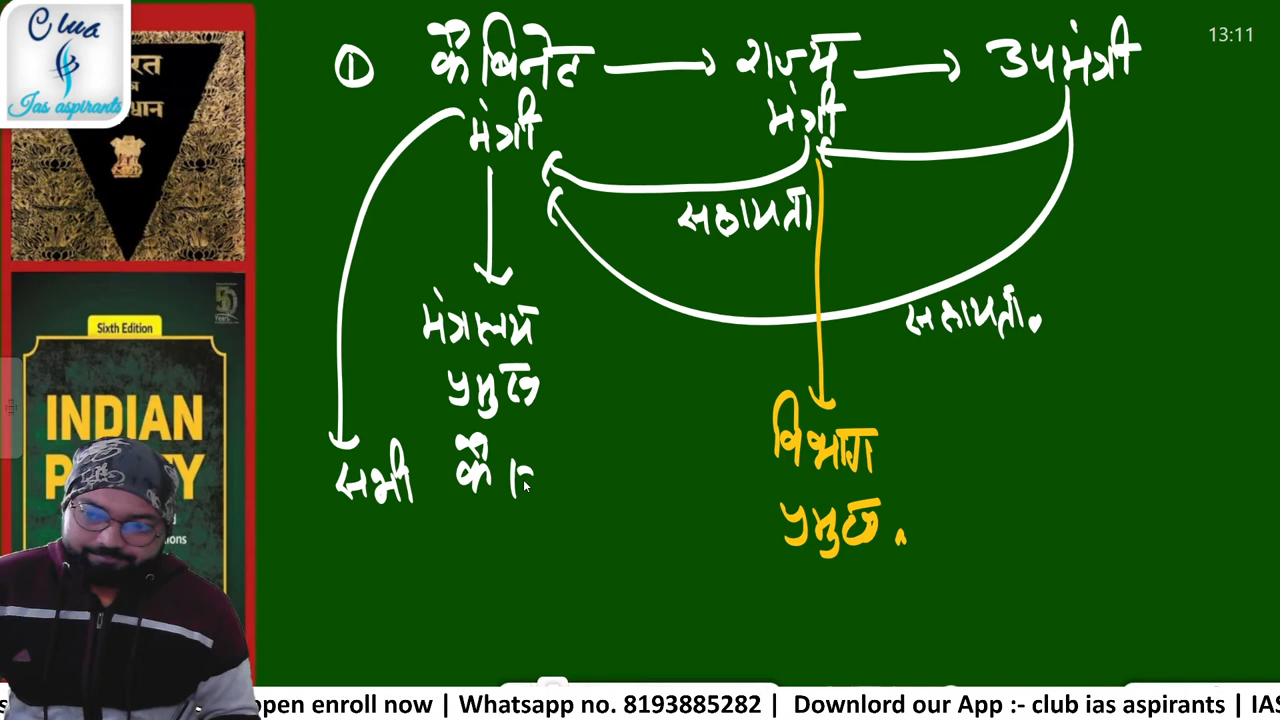 Club
Ias aspirants
13:11
① कैबिनेट → राज्य → उपमंत्री
मंत्री मंत्री
सहायता
सहायता.
मंत्रालय
प्रमुख
विभाग
प्रमुख.
सभी कै
Sixth Edition
INDIAN
P TY
open enroll now | Whatsapp no. 8193885282 | Downlord our App :- club ias aspirants | IAS